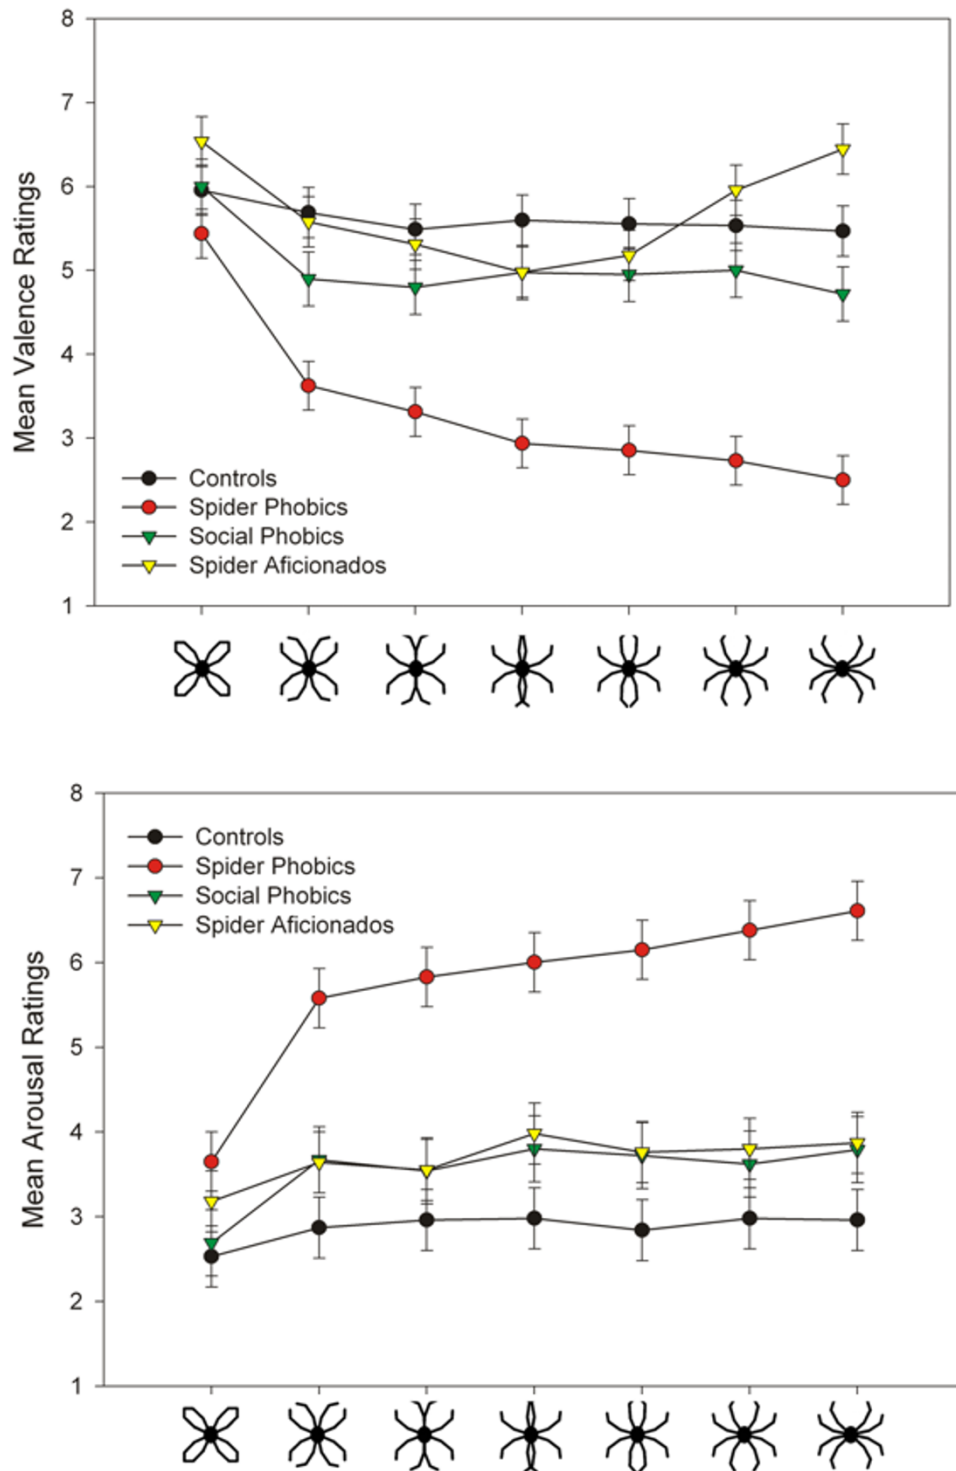 8
7
6
5
4
3
2
1
Mean Valence Ratings
Controls
Spider Phobics
Social Phobics
Spider Aficionados
8
7
6
5
4
3
2
1
Mean Arousal Ratings
Controls
Spider Phobics
Social Phobics
Spider Aficionados